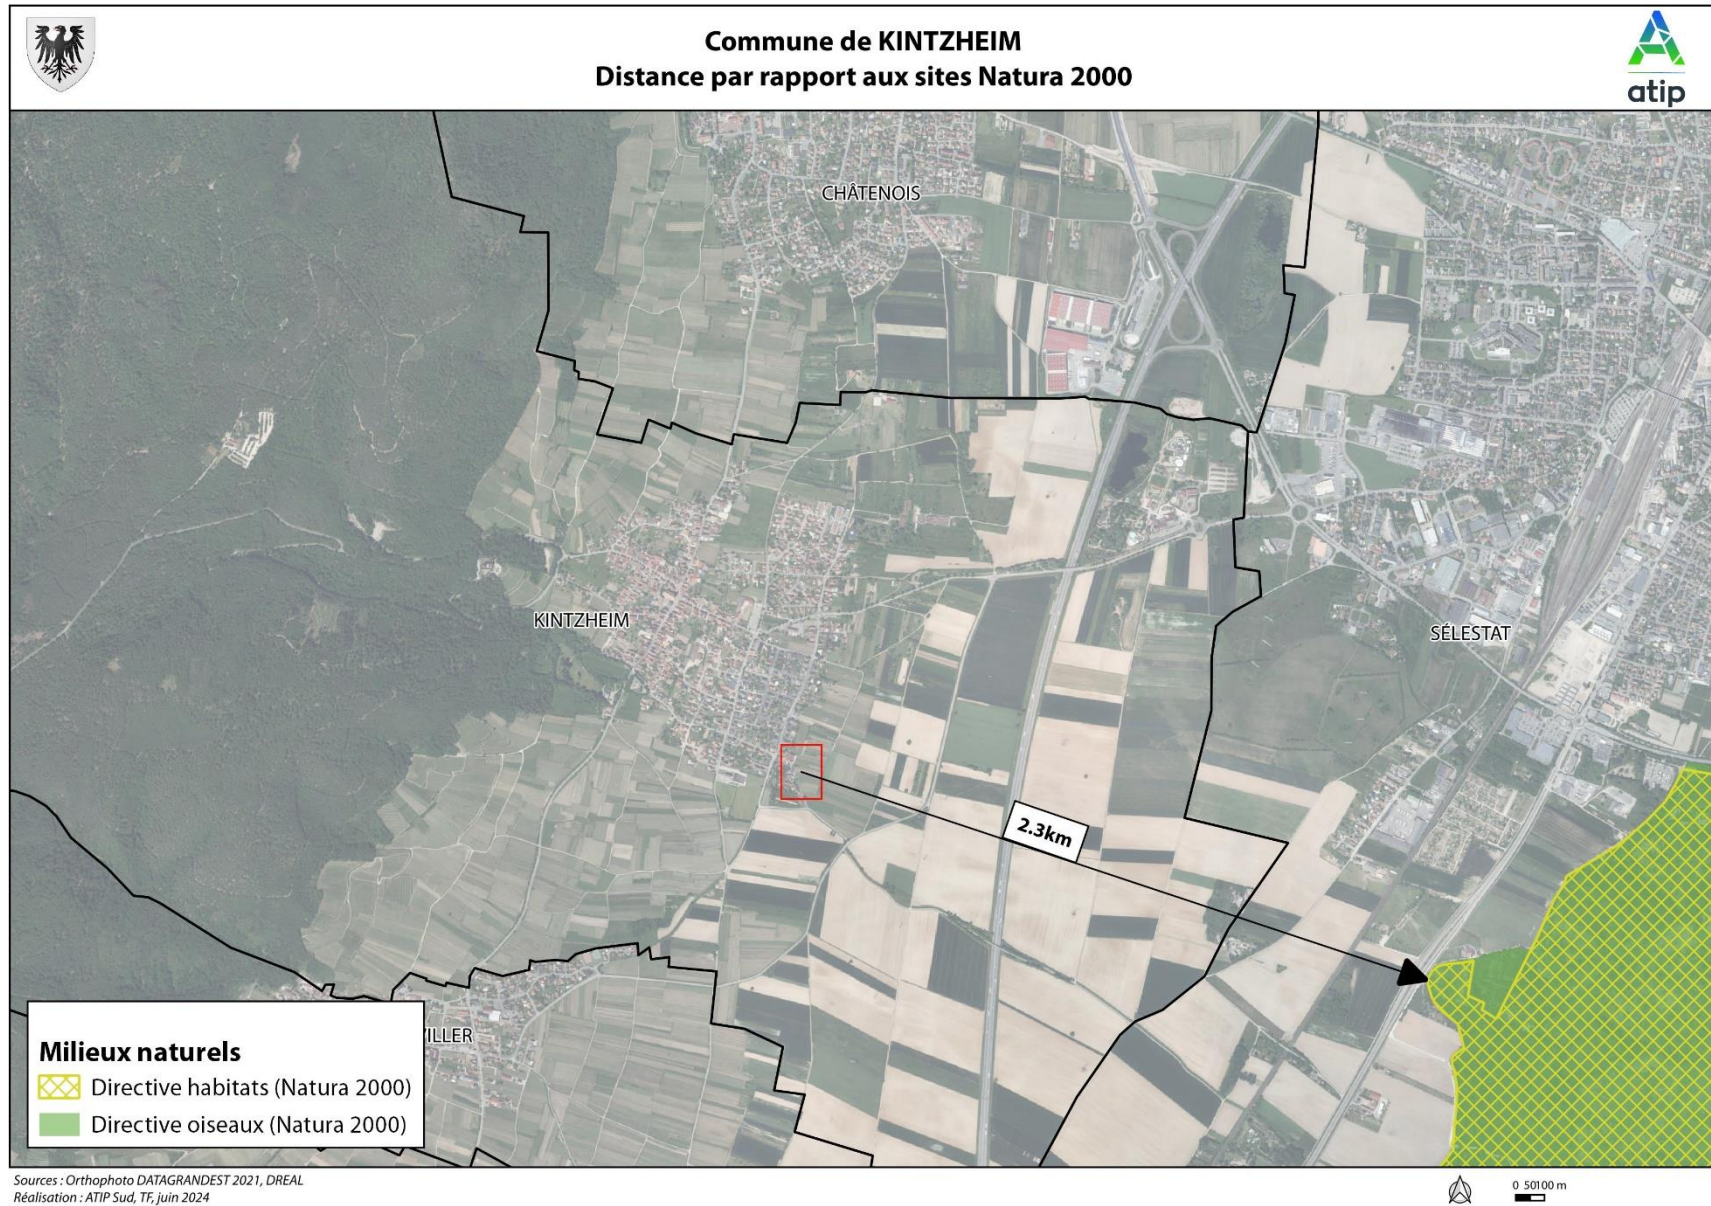 Commune de KINTZHEIM
Distance par rapport aux sites Natura 2000
atip
CHÂTENOIS
KINTZHEIM
SÉLESTAT
2.3km
VILLER
Milieux naturels
Directive habitats (Natura 2000)
Directive oiseaux (Natura 2000)
Sources : Orthophoto DATAGRANDEST 2021, DREAL
Réalisation : ATIP Sud, TF, juin 2024
0 50100 m